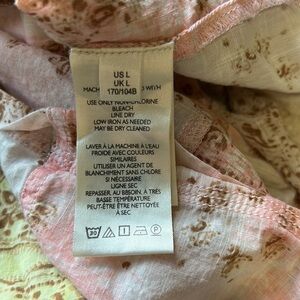 US L
UK L
170/104B
MACH WITH
USE ONLY NON-CHLORINE
BLEACH
LINE DRY
LOW IRON AS NEEDED
MAY BE DRY CLEANED
LAVER À LA MACHINE À L'EAU
FROIDE AVEC COULEURS
SIMILAIRES
UTILISER UN AGENT DE
BLANCHIMENT SANS CHLORE
SI NÉCESSAIRE
LIGNE SEC
REPASSER, AU BESOIN, À TRÈS
BASSE TEMPÉRATURE
PEUT-ÊTRE ÊTRE NETTOYÉE
À SEC
30 P